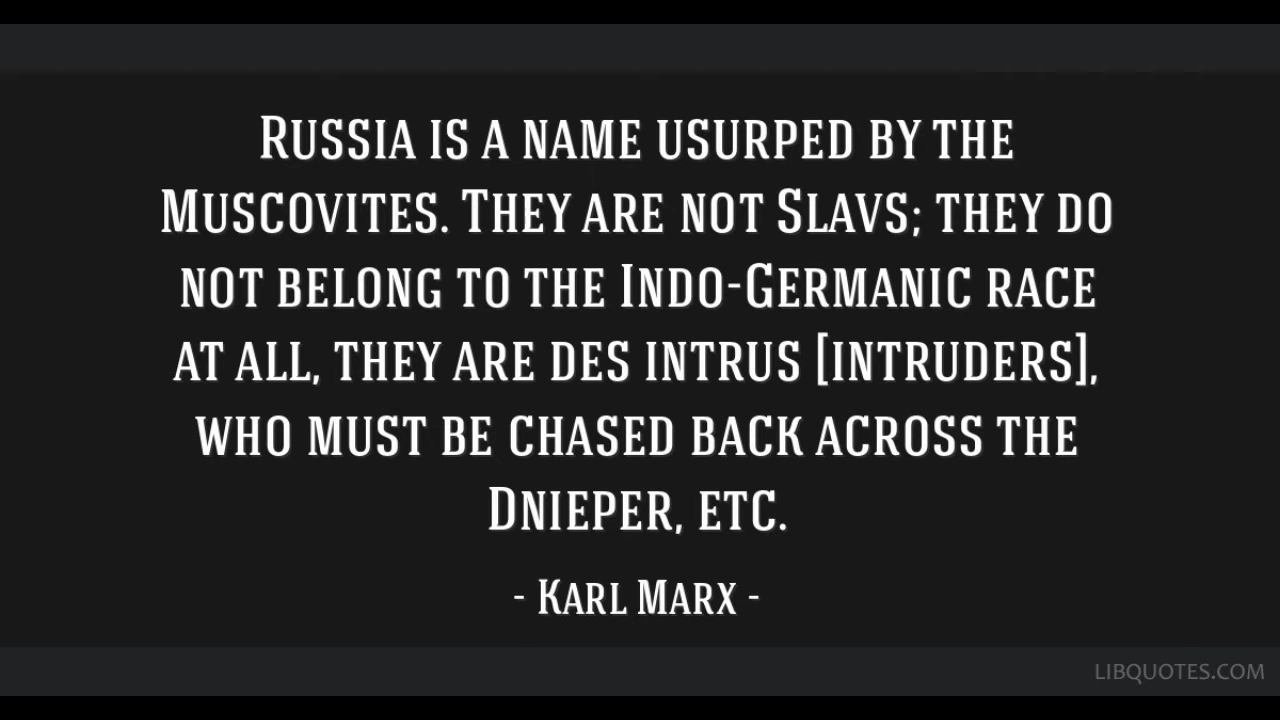 Russia is a name usurped by the
Muscovites. They are not Slavs; they do
not belong to the Indo-Germanic race
at all, they are des intrus [intruders],
who must be chased back across the
Dnieper, etc.
- Karl Marx -
LIBQUOTES.COM